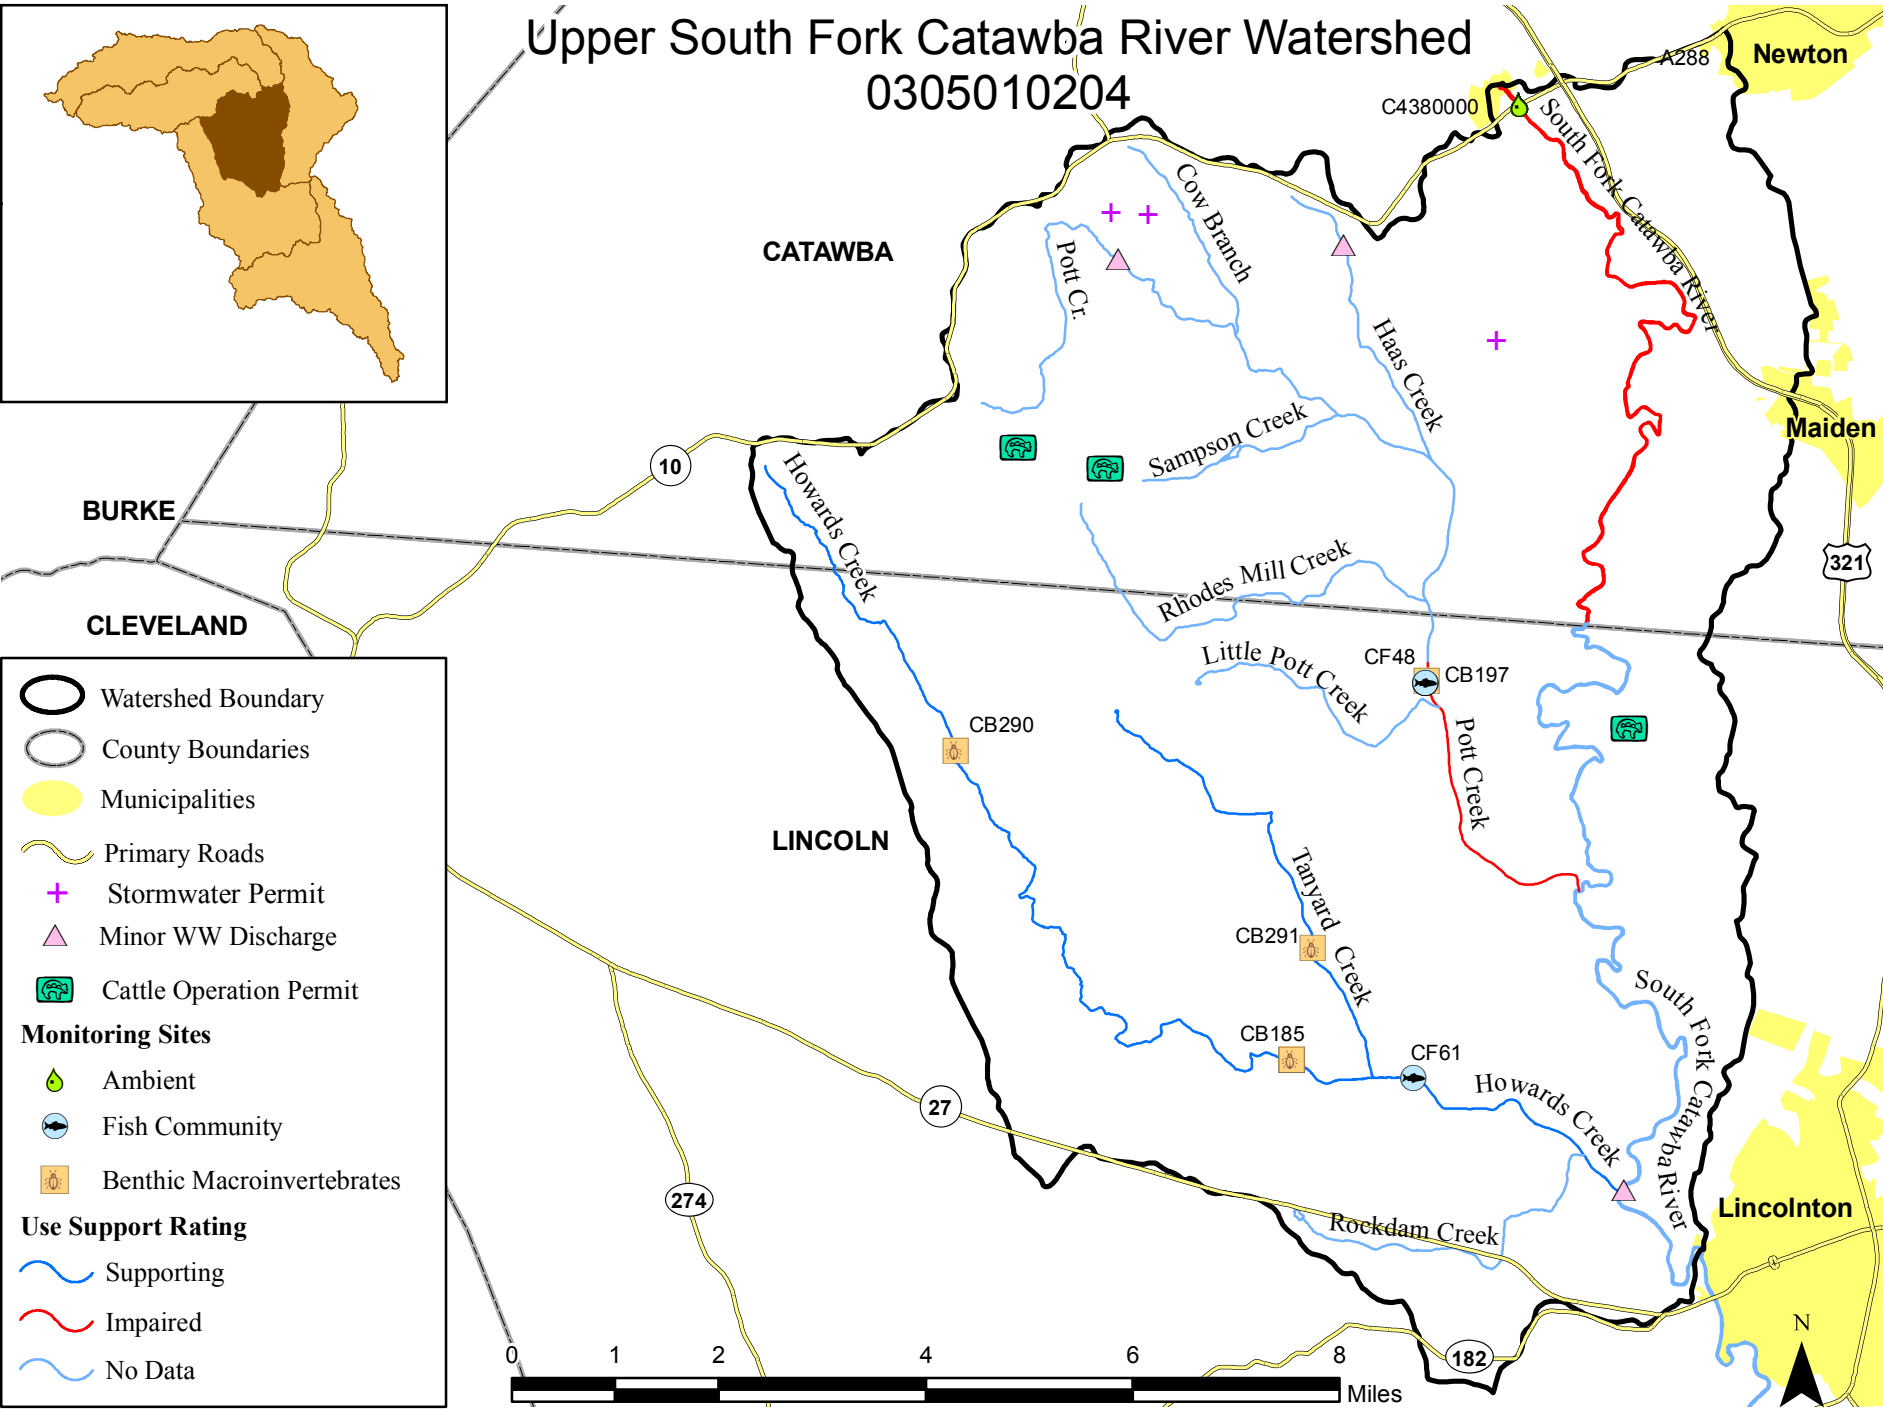 Upper South Fork Catawba River Watershed
0305010204
Newton
A288
C4380000
South Fork Catawba River
Cow Branch
CATAWBA
Pott Cr.
Haas Creek
Sampson Creek
Maiden
10
Howards Creek
BURKE
321
Rhodes Mill Creek
CLEVELAND
Little Pott Creek
CF48
CB197
CB290
Pott Creek
LINCOLN
Tanyard Creek
CB291
South Fork Catawba River
CB185
CF61
Howards Creek
27
274
Lincolnton
Rockdam Creek
182
N
Watershed Boundary
County Boundaries
Municipalities
Primary Roads
Stormwater Permit
Minor WW Discharge
Cattle Operation Permit
Monitoring Sites
Ambient
Fish Community
Benthic Macroinvertebrates
Use Support Rating
Supporting
Impaired
No Data
0 1 2 4 6 8
Miles